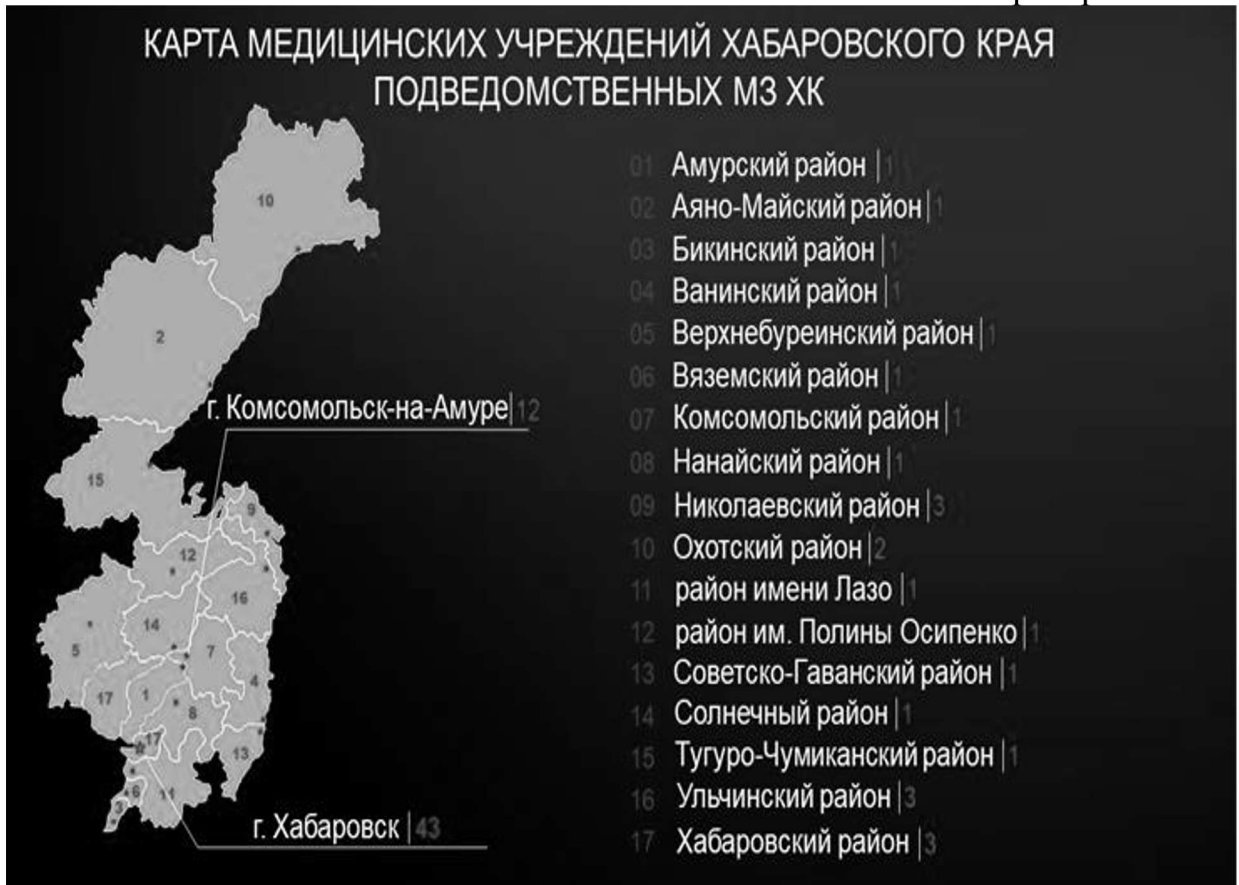 КАРТА МЕДИЦИНСКИХ УЧРЕЖДЕНИЙ ХАБАРОВСКОГО КРАЯ
ПОДВЕДОМСТВЕННЫХ МЗ ХК
01 Амурский район |1
02 Аяно-Майский район|1
03 Бикинский район |1
04 Ванинский район|1
05 Верхнебуреинский район|1
06 Вяземский район|1
07 Комсомольский район|1
08 Нанайский район|1
09 Николаевский район|3
10 Охотский район|2
11 район имени Лазо |1
12 район им. Полины Осипенко|1
13 Советско-Гаванский район|1
14 Солнечный район|1
15 Тугуро-Чумиканский район|1
16 Ульчинский район|3
17 Хабаровский район|3
10
2
г. Комсомольск-на-Амуре|12
15
9
12
16
14
5
7
4
17
1
8
17
13
6
11
3
г. Хабаровск |43